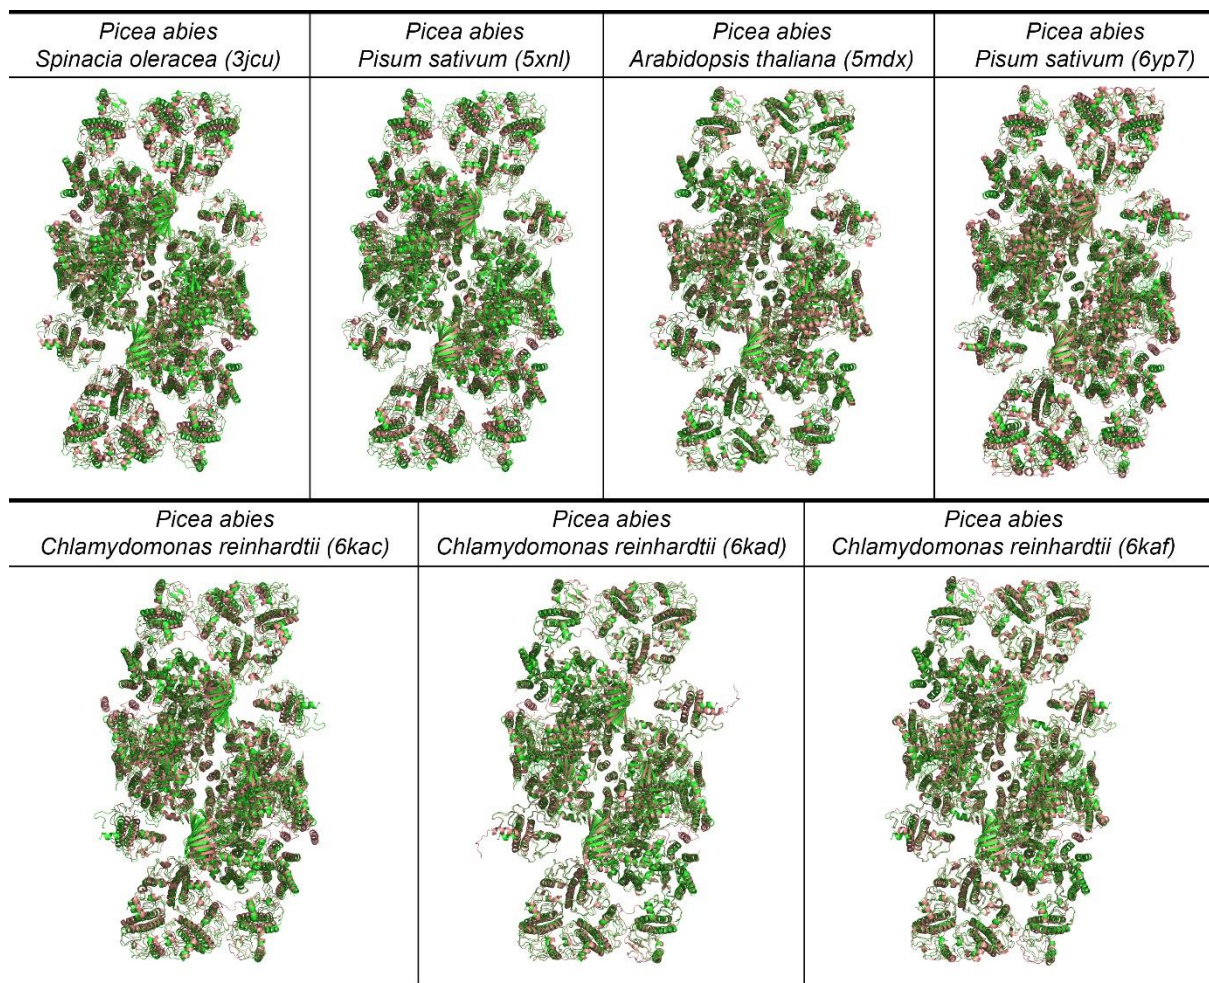 Picea abies
Spinacia oleracea (3jcu)
Picea abies
Pisum sativum (5xnl)
Picea abies
Arabidopsis thaliana (5mdx)
Picea abies
Pisum sativum (6yp7)
Picea abies
Chlamydomonas reinhardtii (6kac)
Picea abies
Chlamydomonas reinhardtii (6kad)
Picea abies
Chlamydomonas reinhardtii (6kaf)